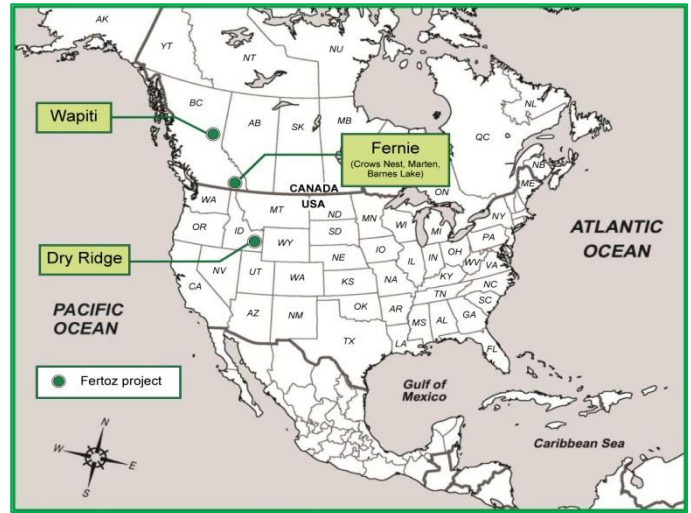 AK
YT
NT
NU
BC
AB
SK
MB
QC
NL
NB
ON
Wapiti
Fernie
(Crows Nest, Marten,
Barnes Lake)
CANADA
USA
ME
WA
MT
ND
MN
WI
MI
NY
OR
ID
WY
SD
IA
PA
Dry Ridge
NE
IL
IN
OH
WV
VA
NV
UT
WA
KS
NA
KY
CA
TN
NC
AZ
NM
OK
AR
SC
MS
AL
GA
TX
LA
FL
ATLANTIC
OCEAN
PACIFIC
OCEAN
Fertoz project
Gulf of
Mexico
Caribbean Sea
N
W
E
S